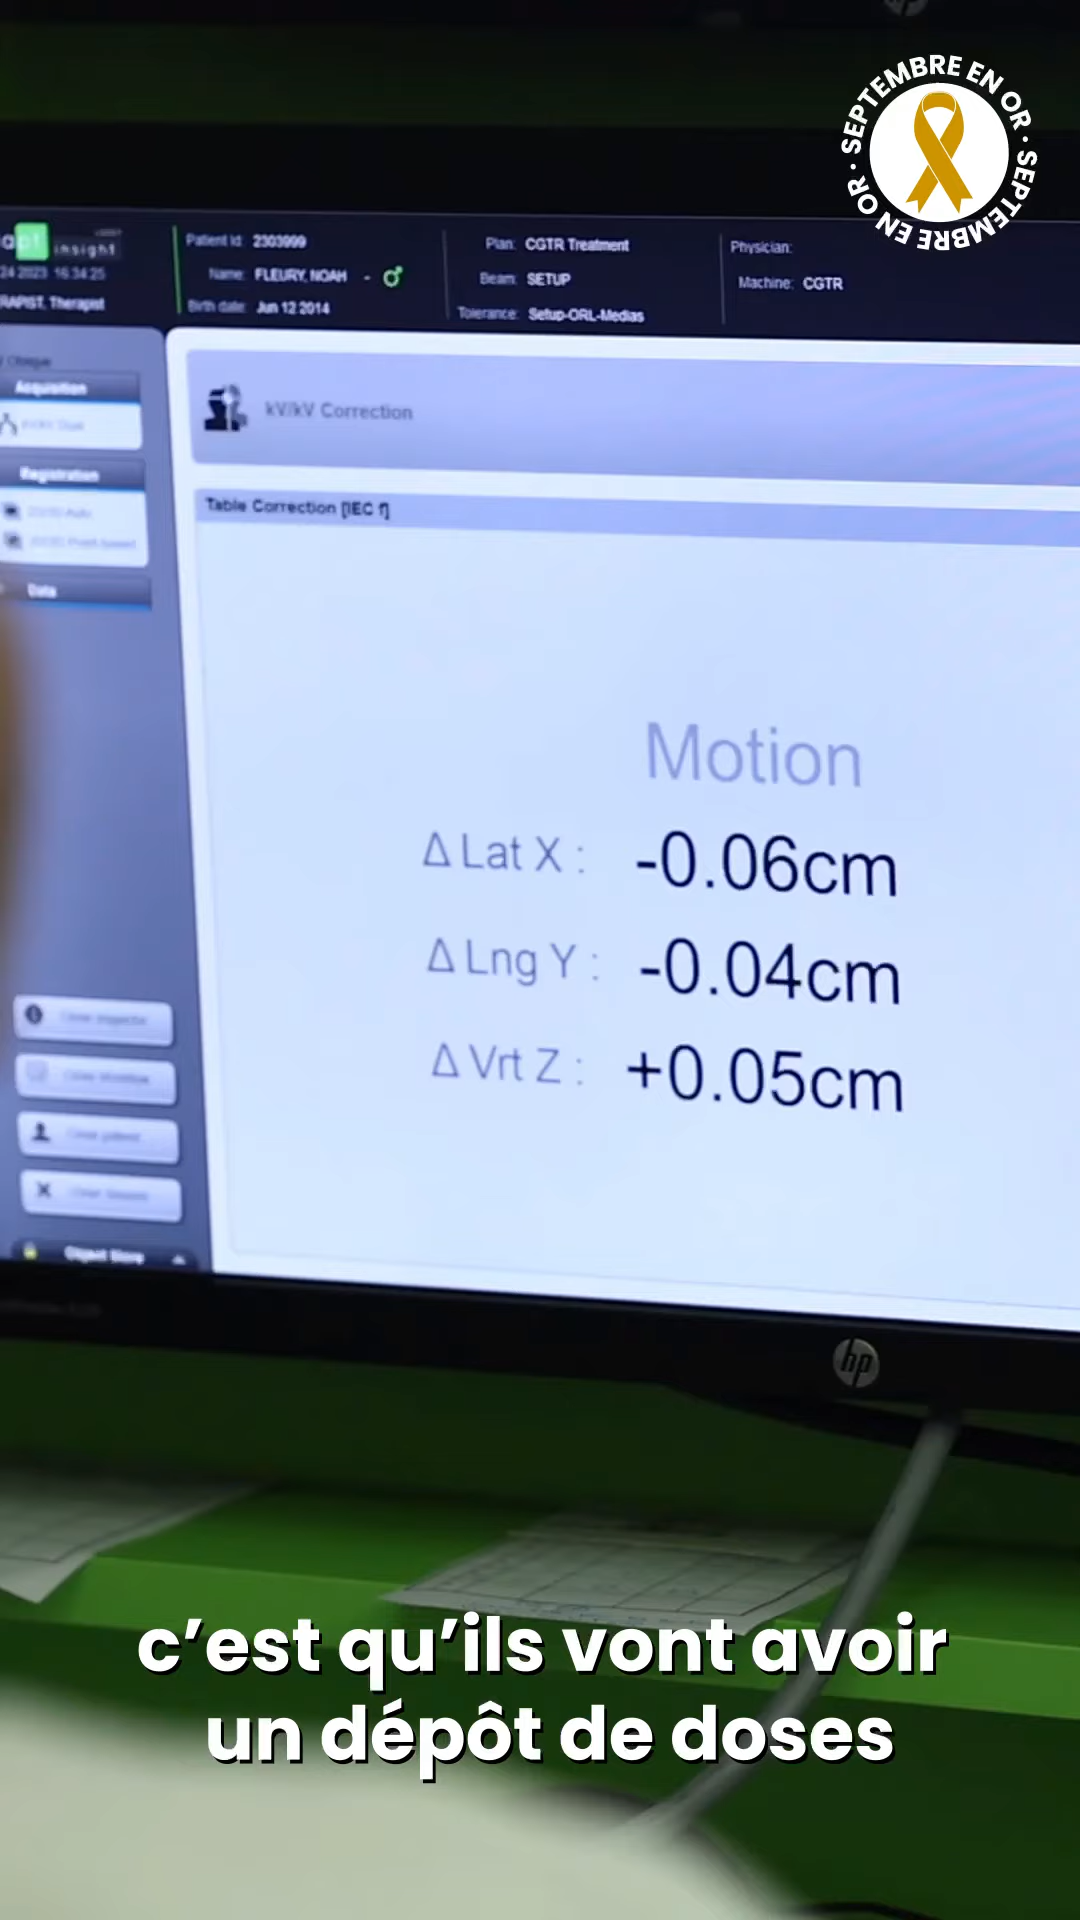 SEPTEMBRE EN OR · SEPTEMBRE EN OR ·
insight
24 2023 16:34:25
RAPIST, Therapist
Patient Id: 2303999
Name: FLEURY, NOAH - ♂
Birth date: Jun 12 2014
Plan: CGTR Treatment
Beam: SETUP
Tolerance: Setup-ORL-Medias
Physician:
Machine: CGTR
Acquisition
Registration
Data
kV/kV Correction
Table Correction [IEC f]
Motion
Δ Lat X : -0.06cm
Δ Lng Y : -0.04cm
Δ Vrt Z : +0.05cm
Object Store
hp
c’est qu’ils vont avoir
un dépôt de doses